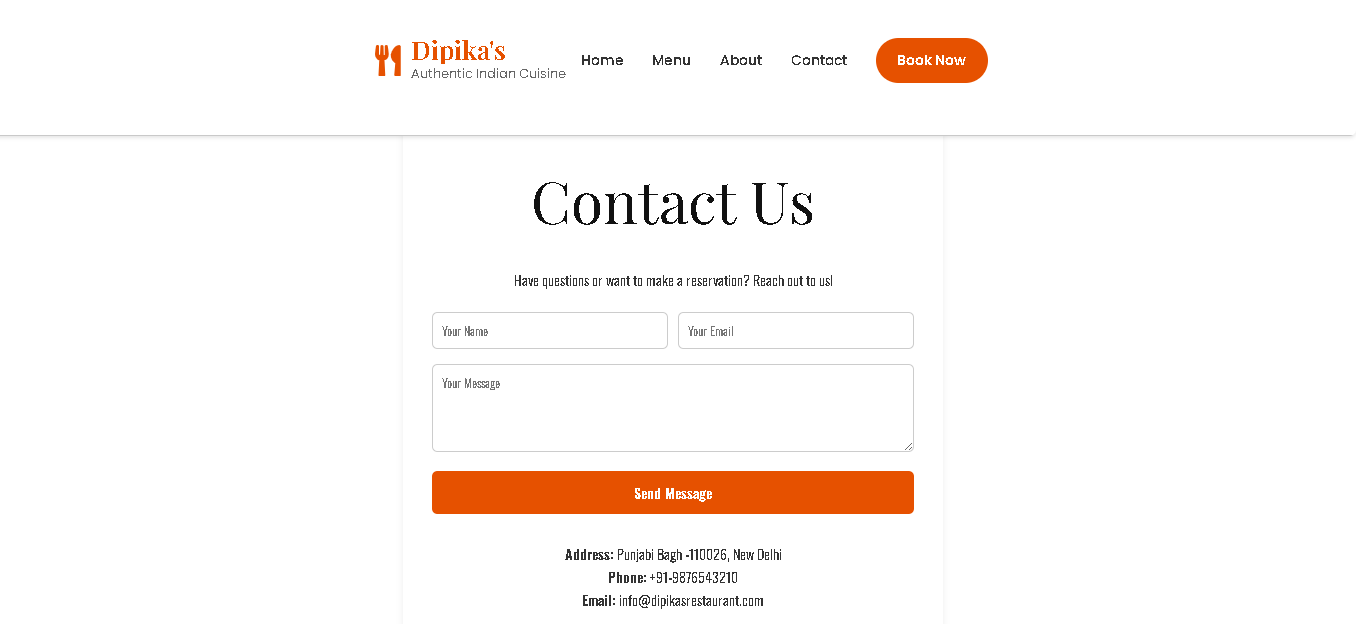 Dipika's
Authentic Indian Cuisine
Home Menu About Contact Book Now
Contact Us
Have questions or want to make a reservation? Reach out to us!
Your Name Your Email
Your Message
Send Message
Address: Punjabi Bagh -110026, New Delhi
Phone: +91-9876543210
Email: info@dipikasrestaurant.com